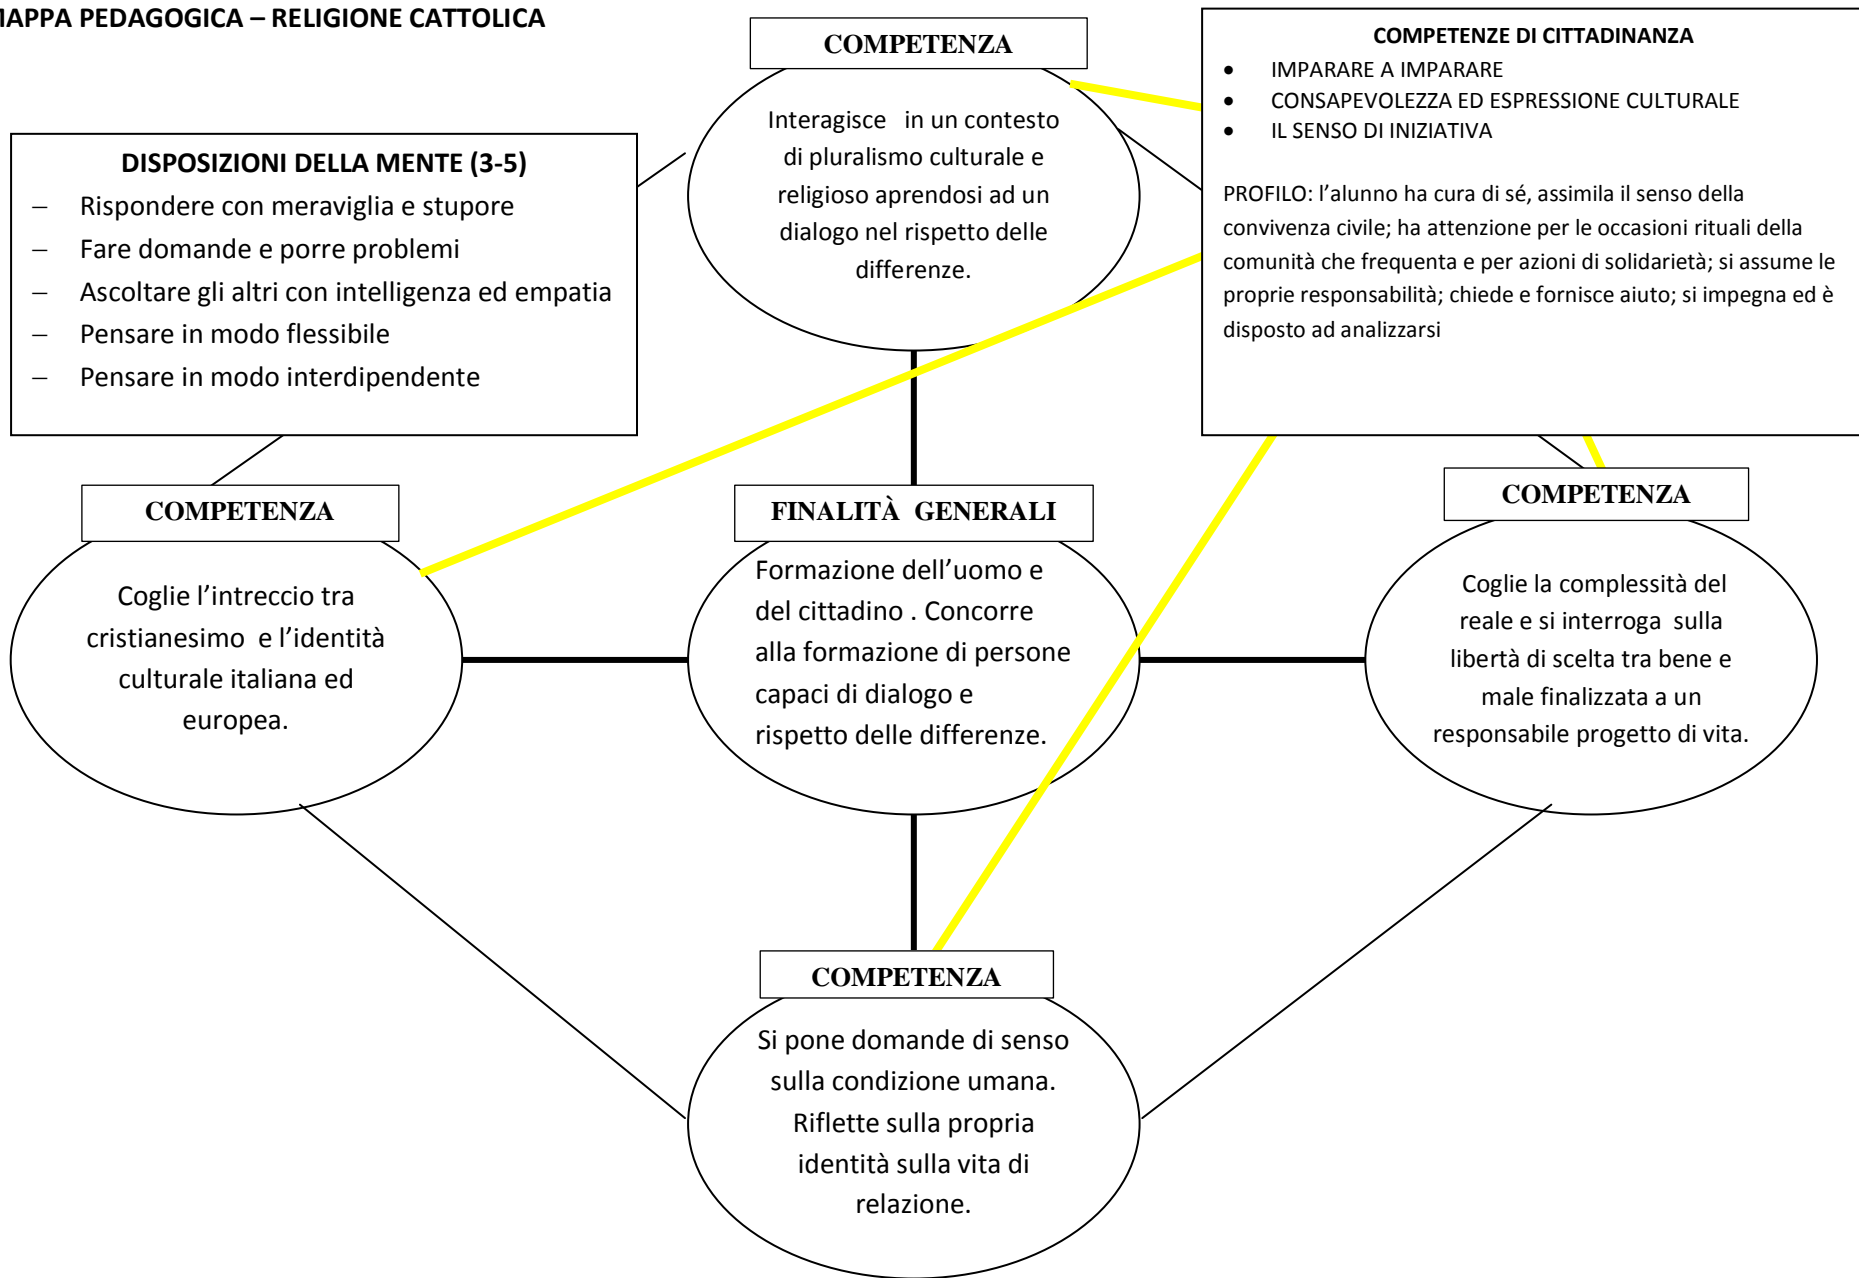 MAPPA PEDAGOGICA – RELIGIONE CATTOLICA
COMPETENZA
Interagisce in un contesto
di pluralismo culturale e
religioso aprendosi ad un
dialogo nel rispetto delle
differenze.
COMPETENZE DI CITTADINANZA
• IMPARARE A IMPARARE
• CONSAPEVOLEZZA ED ESPRESSIONE CULTURALE
• IL SENSO DI INIZIATIVA
PROFILO: l’alunno ha cura di sé, assimila il senso della
convivenza civile; ha attenzione per le occasioni rituali della
comunità che frequenta e per azioni di solidarietà; si assume le
proprie responsabilità; chiede e fornisce aiuto; si impegna ed è
disposto ad analizzarsi
DISPOSIZIONI DELLA MENTE (3-5)
– Rispondere con meraviglia e stupore
– Fare domande e porre problemi
– Ascoltare gli altri con intelligenza ed empatia
– Pensare in modo flessibile
– Pensare in modo interdipendente
COMPETENZA
Coglie l’intreccio tra
cristianesimo e l’identità
culturale italiana ed
europea.
FINALITÀ GENERALI
Formazione dell’uomo e
del cittadino . Concorre
alla formazione di persone
capaci di dialogo e
rispetto delle differenze.
COMPETENZA
Coglie la complessità del
reale e si interroga sulla
libertà di scelta tra bene e
male finalizzata a un
responsabile progetto di vita.
COMPETENZA
Si pone domande di senso
sulla condizione umana.
Riflette sulla propria
identità sulla vita di
relazione.